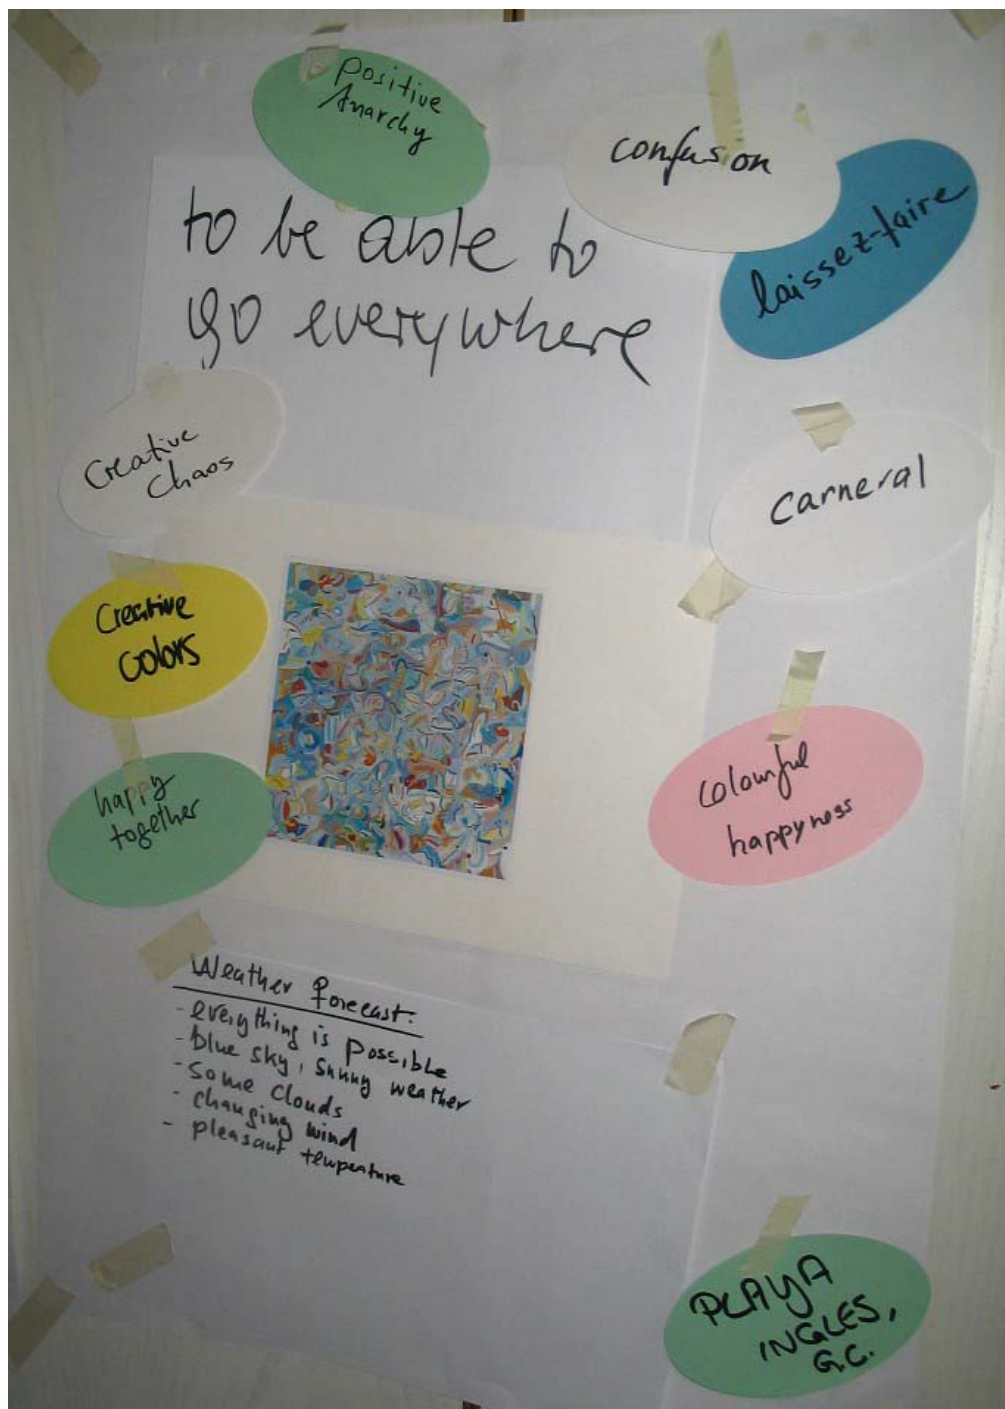 Positive
Anarchy
confusion
laissez-faire
to be able to
go everywhere
Creative
Chaos
carneval
Creative
Colors
happy
together
Colourful
happyness
Weather Forecast:
- everything is possible
- blue sky, sunny weather
- some clouds
- changing wind
- pleasant temperature
PLAYA
INGLES,
G.C.